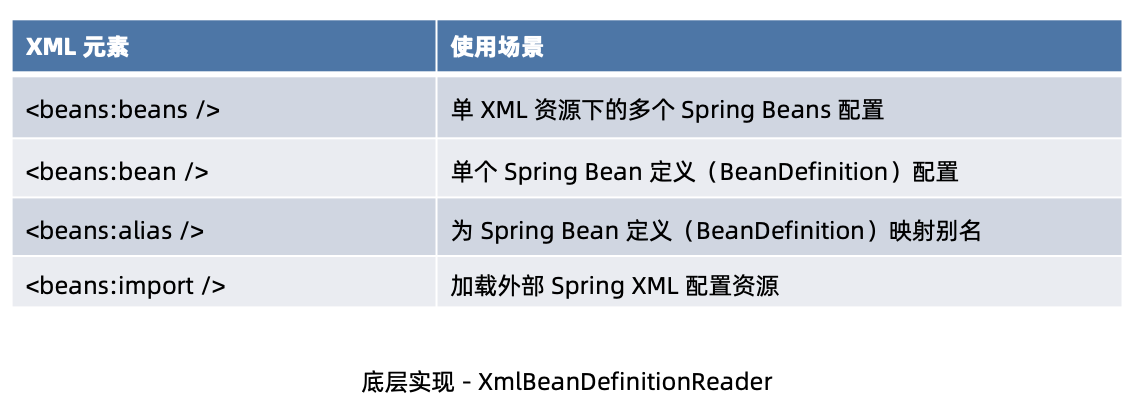 XML 元素 使用场景
<beans:beans /> 单 XML 资源下的多个 Spring Beans 配置
<beans:bean /> 单个 Spring Bean 定义（BeanDefinition）配置
<beans:alias /> 为 Spring Bean 定义（BeanDefinition）映射别名
<beans:import /> 加载外部 Spring XML 配置资源
底层实现 - XmlBeanDefinitionReader